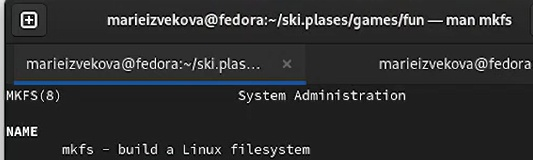 marieizvekova@fedora:~/ski.plases/games/fun — man mkfs
marieizvekova@fedora:~/ski.plas... × marieizvekova@fedora
MKFS(8) System Administration
NAME
mkfs - build a Linux filesystem